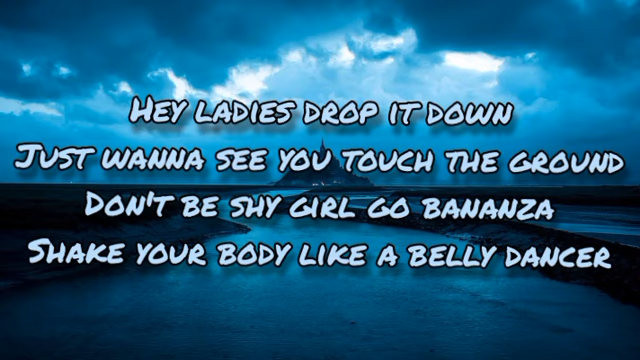 Hey ladies drop it down
Just wanna see you touch the ground
Don't be shy girl go bananza
Shake your body like a belly dancer